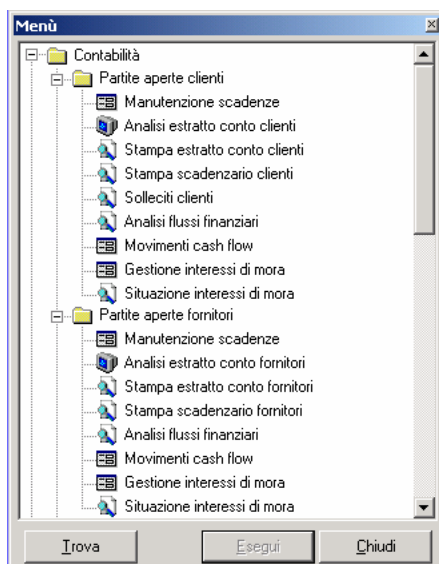 Menù
Contabilità
Partite aperte clienti
Manutenzione scadenze
Analisi estratto conto clienti
Stampa estratto conto clienti
Stampa scadenzario clienti
Solleciti clienti
Analisi flussi finanziari
Movimenti cash flow
Gestione interessi di mora
Situazione interessi di mora
Partite aperte fornitori
Manutenzione scadenze
Analisi estratto conto fornitori
Stampa estratto conto fornitori
Stampa scadenzario fornitori
Analisi flussi finanziari
Movimenti cash flow
Gestione interessi di mora
Situazione interessi di mora
Trova Esegui Chiudi